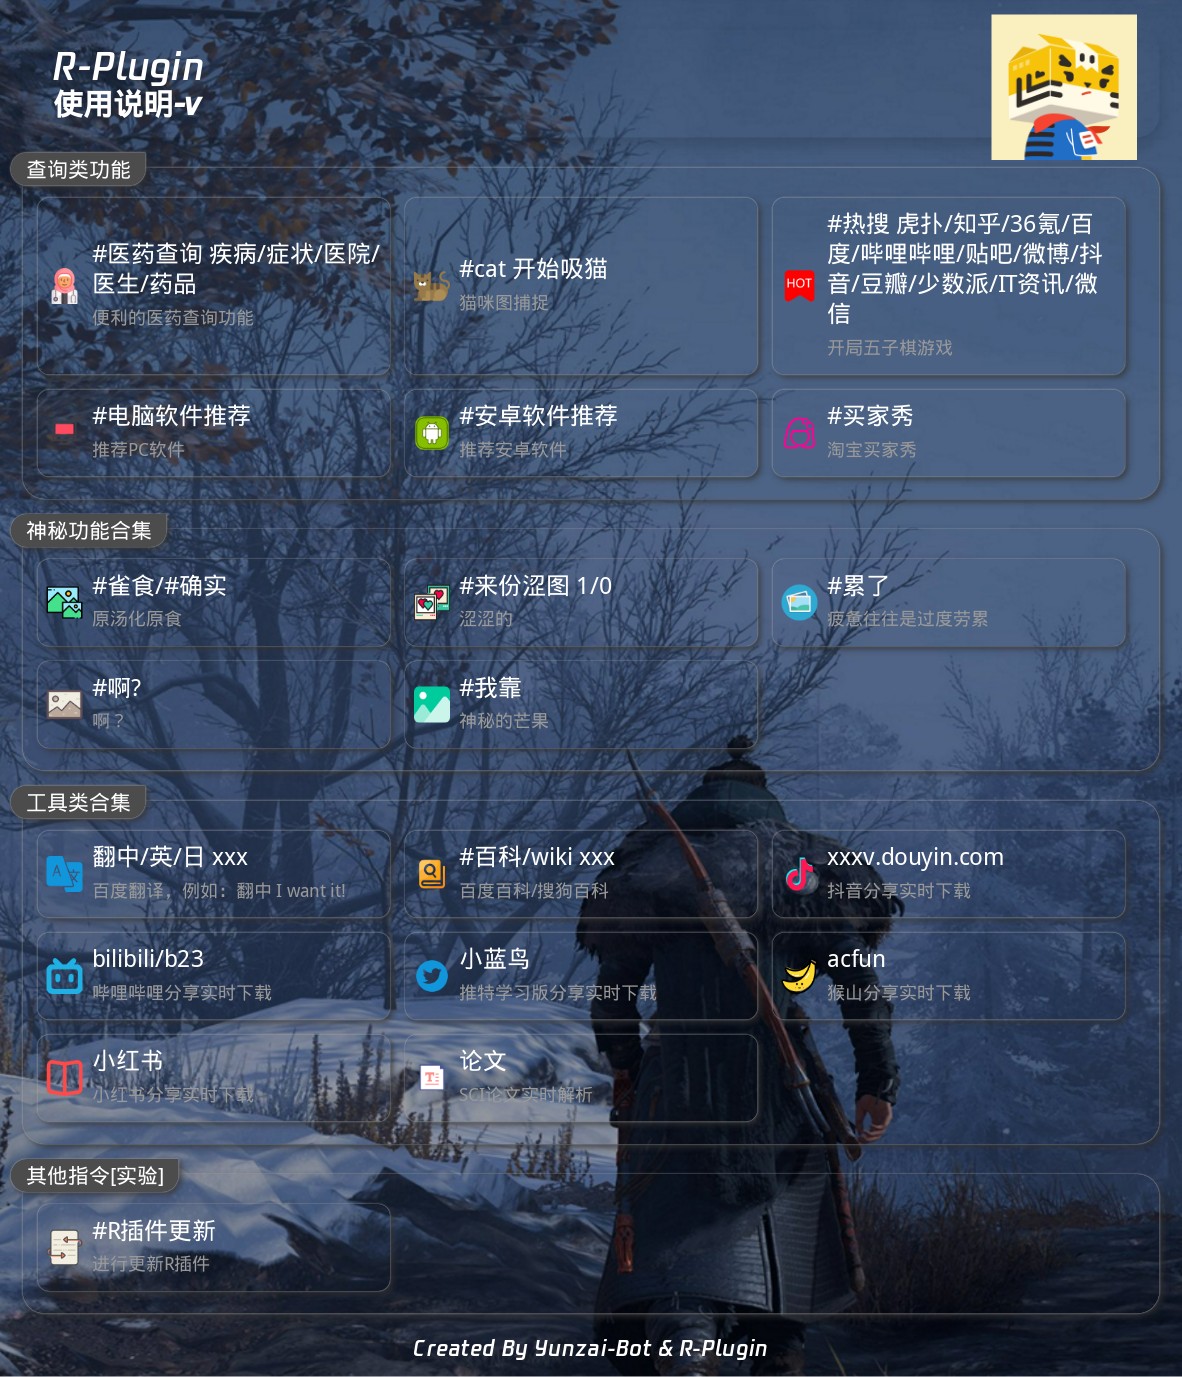 R-Plugin
使用说明-v
查询类功能
#医药查询 疾病/症状/医院/
医生/药品
便利的医药查询功能
#cat 开始吸猫
猫咪图捕捉
#热搜 虎扑/知乎/36氪/百
度/哔哩哔哩/贴吧/微博/抖
音/豆瓣/少数派/IT资讯/微
信
开局五子棋游戏
HOT
#电脑软件推荐
推荐PC软件
#安卓软件推荐
推荐安卓软件
#买家秀
淘宝买家秀
神秘功能合集
#雀食/#确实
原汤化原食
#来份涩图 1/0
涩涩的
#累了
疲惫往往是过度劳累
#啊?
啊？
#我靠
神秘的芒果
工具类合集
翻中/英/日 xxx
百度翻译，例如：翻中 I want it!
#百科/wiki xxx
百度百科/搜狗百科
xxxv.douyin.com
抖音分享实时下载
bilibili/b23
哔哩哔哩分享实时下载
小蓝鸟
推特学习版分享实时下载
acfun
猴山分享实时下载
小红书
小红书分享实时下载
论文
SCI论文实时解析
其他指令[实验]
#R插件更新
进行更新R插件
Created By Yunzai-Bot & R-Plugin